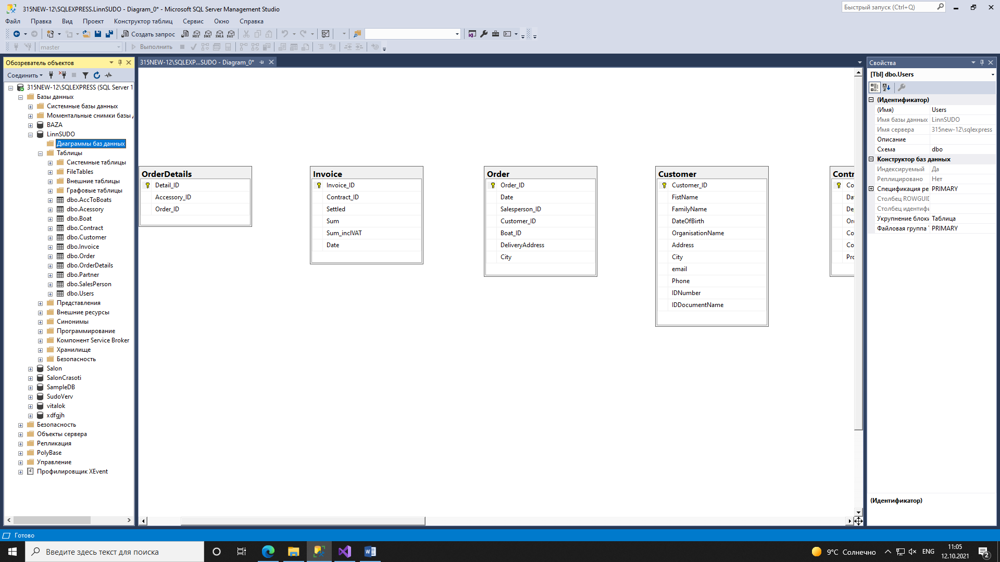 315NEW-12\SQLEXPRESS.LinnSUDO - Diagram_0* - Microsoft SQL Server Management Studio
Быстрый запуск (Ctrl+Q)
Файл Правка Вид Проект Конструктор таблиц Сервис Окно Справка
Создать запрос MDX DMX XMLA DAX
master Выполнить
Обозреватель объектов
Соединить
315NEW-12\SQLEXPRESS (SQL Server 1
Базы данных
Системные базы данных
Моментальные снимки базы
BAZA
LinnSUDO
Диаграммы баз данных
Таблицы
Системные таблицы
FileTables
Внешние таблицы
Графовые таблицы
dbo.AccToBoats
dbo.Acessory
dbo.Boat
dbo.Contract
dbo.Customer
dbo.Invoice
dbo.Order
dbo.OrderDetails
dbo.Partner
dbo.SalesPerson
dbo.Users
Представления
Внешние ресурсы
Синонимы
Программирование
Компонент Service Broker
Хранилище
Безопасность
Salon
SalonCrasoti
SampleDB
SudoVerv
vitalok
xdfgjh
Безопасность
Объекты сервера
Репликация
PolyBase
Управление
Профилировщик XEvent
315NEW-12\SQLEXP...SUDO - Diagram_0*
OrderDetails
Detail_ID
Accessory_ID
Order_ID
Invoice
Invoice_ID
Contract_ID
Settled
Sum
Sum_inclVAT
Date
Order
Order_ID
Date
Salesperson_ID
Customer_ID
Boat_ID
DeliveryAddress
City
Customer
Customer_ID
FistName
FamilyName
DateOfBirth
OrganisationName
Address
City
email
Phone
IDNumber
IDDocumentName
Contr
Co
Dat
De
Ord
Co
Co
Pro
Свойства
[Tbl] dbo.Users
(Идентификатор)
(Имя) Users
Имя базы данных LinnSUDO
Имя сервера 315new-12\sqlexpress
Описание
Схема dbo
Конструктор баз данных
Индексируемый Да
Реплицировано Нет
Спецификация ре PRIMARY
Столбец ROWGUID
Столбец идентифи
Укрупнение блоки Таблица
Файловая группа PRIMARY
(Идентификатор)
Готово
Введите здесь текст для поиска
9°C Солнечно
ENG
11:05
12.10.2021
2